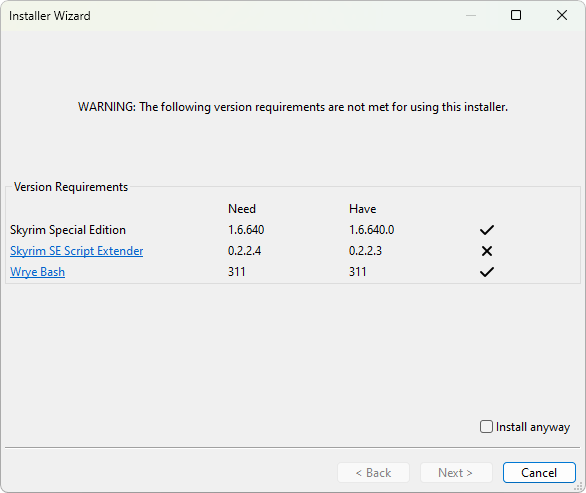 Installer Wizard
WARNING: The following version requirements are not met for using this installer.
Version Requirements
Need Have
Skyrim Special Edition 1.6.640 1.6.640.0
Skyrim SE Script Extender 0.2.2.4 0.2.2.3
Wrye Bash 311 311
Install anyway
< Back Next > Cancel